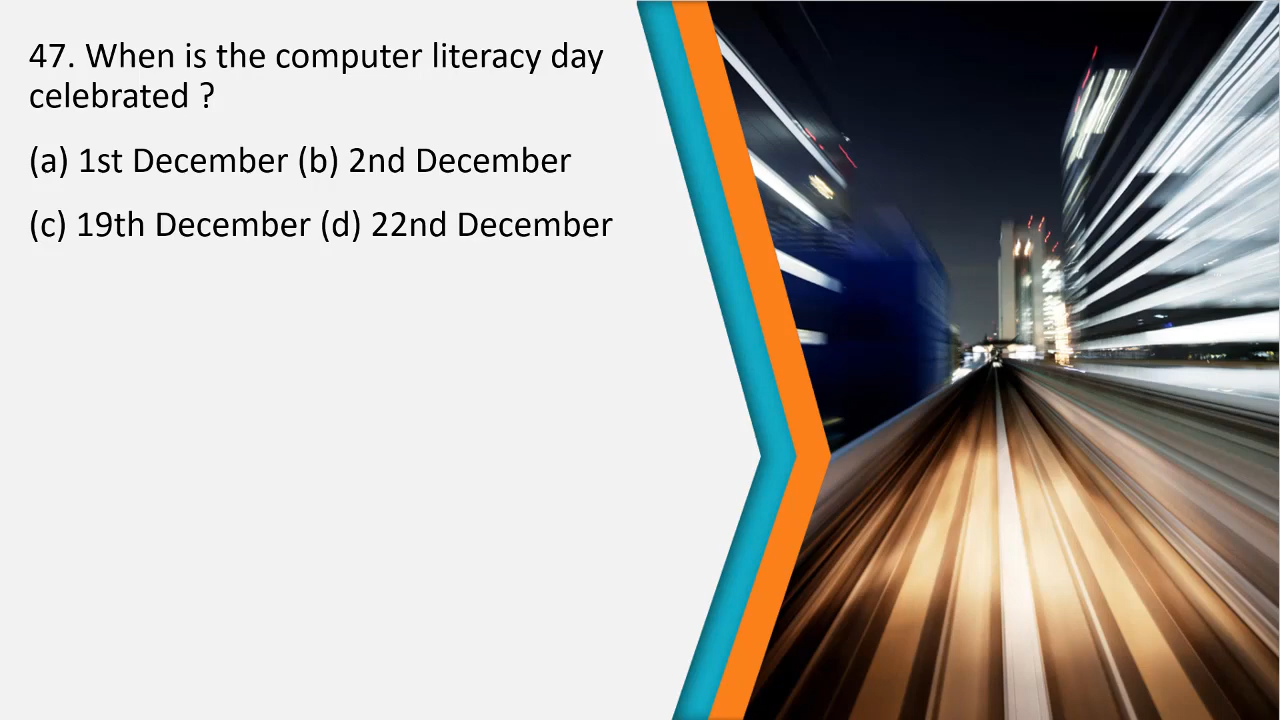 47. When is the computer literacy day
celebrated ?
(a) 1st December (b) 2nd December
(c) 19th December (d) 22nd December